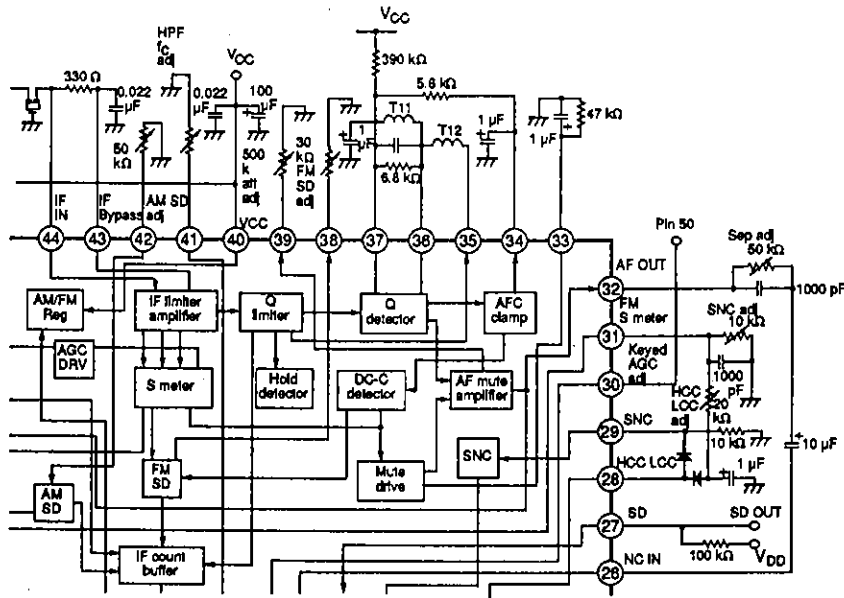 HPF
fC
adj
VCC
330 Ω
0.022
µF
50
kΩ
0.022
µF
VCC
100
µF
500
k
att
adj
30
kΩ
FM
SD
adj
390 kΩ
5.6 kΩ
T11
1
µF
6.8 kΩ
T12
1 µF
1 µF
47
kΩ
IF
IN
IF
Bypass
AM SD
adj
VCC
44
43
42
41
40
39
38
37
36
35
34
33
Pin 50
AF OUT
32
FM
S meter
31
Keyed
AGC
adj
30
SNC
29
HCC LCC
28
SD
27
NC IN
26
Sep adj
50 kΩ
1000 pF
SNC adj
10 kΩ
1000
pF
HCC
LCC
adj
20
kΩ
10 kΩ
1 µF
10 µF
SD OUT
100 kΩ
VDD
AM/FM
Reg
IF limiter
amplifier
Q
limiter
Q
detector
AFC
clamp
AGC
DRV
S meter
Hold
detector
DC-C
detector
AF mute
amplifier
FM
SD
Mute
drive
SNC
AM
SD
IF count
buffer